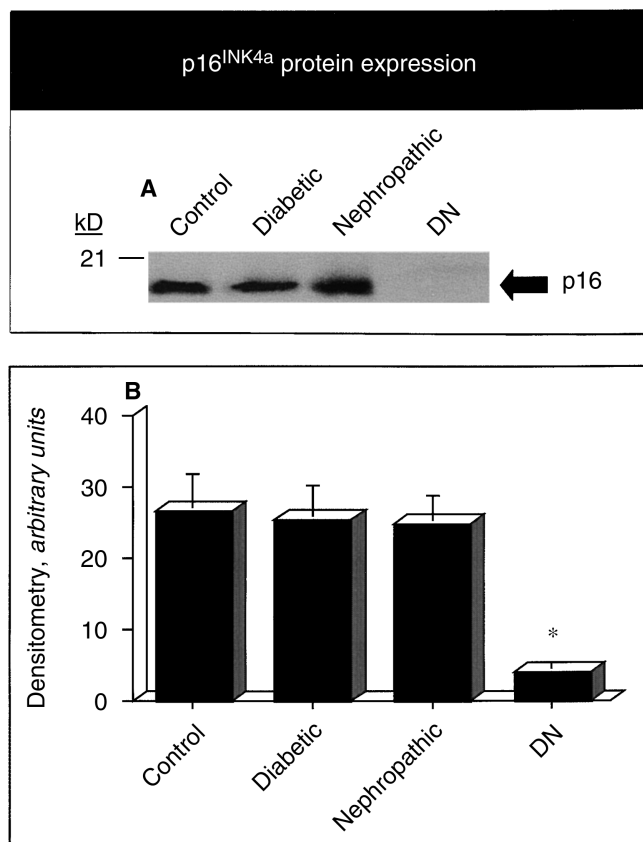 p16INK4a protein expression
A
Control
Diabetic
Nephropathic
DN
kD
21
p16
B
Densitometry, arbitrary units
40
30
20
10
0
*
Control
Diabetic
Nephropathic
DN